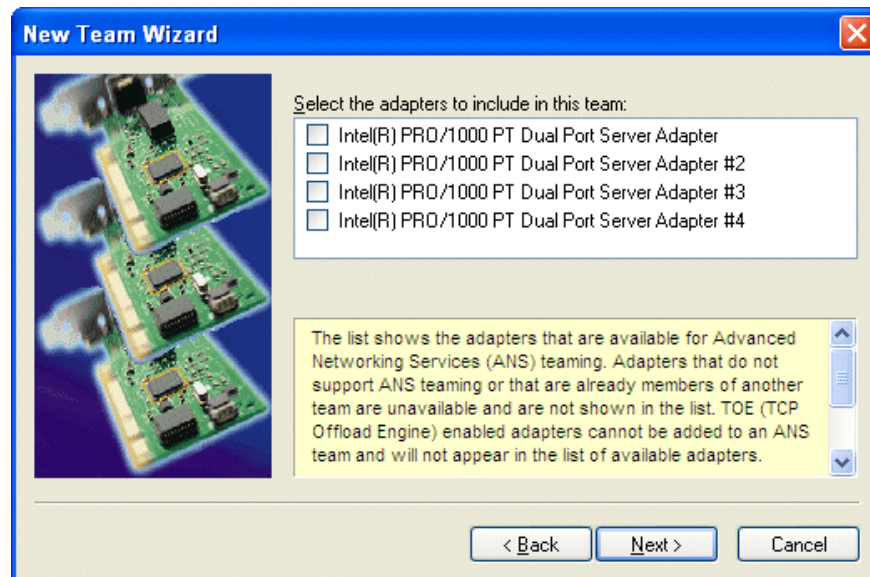 New Team Wizard
Select the adapters to include in this team:
Intel(R) PRO/1000 PT Dual Port Server Adapter
Intel(R) PRO/1000 PT Dual Port Server Adapter #2
Intel(R) PRO/1000 PT Dual Port Server Adapter #3
Intel(R) PRO/1000 PT Dual Port Server Adapter #4
The list shows the adapters that are available for Advanced
Networking Services (ANS) teaming. Adapters that do not
support ANS teaming or that are already members of another
team are unavailable and are not shown in the list. TOE (TCP
Offload Engine) enabled adapters cannot be added to an ANS
team and will not appear in the list of available adapters.
< Back
Next >
Cancel